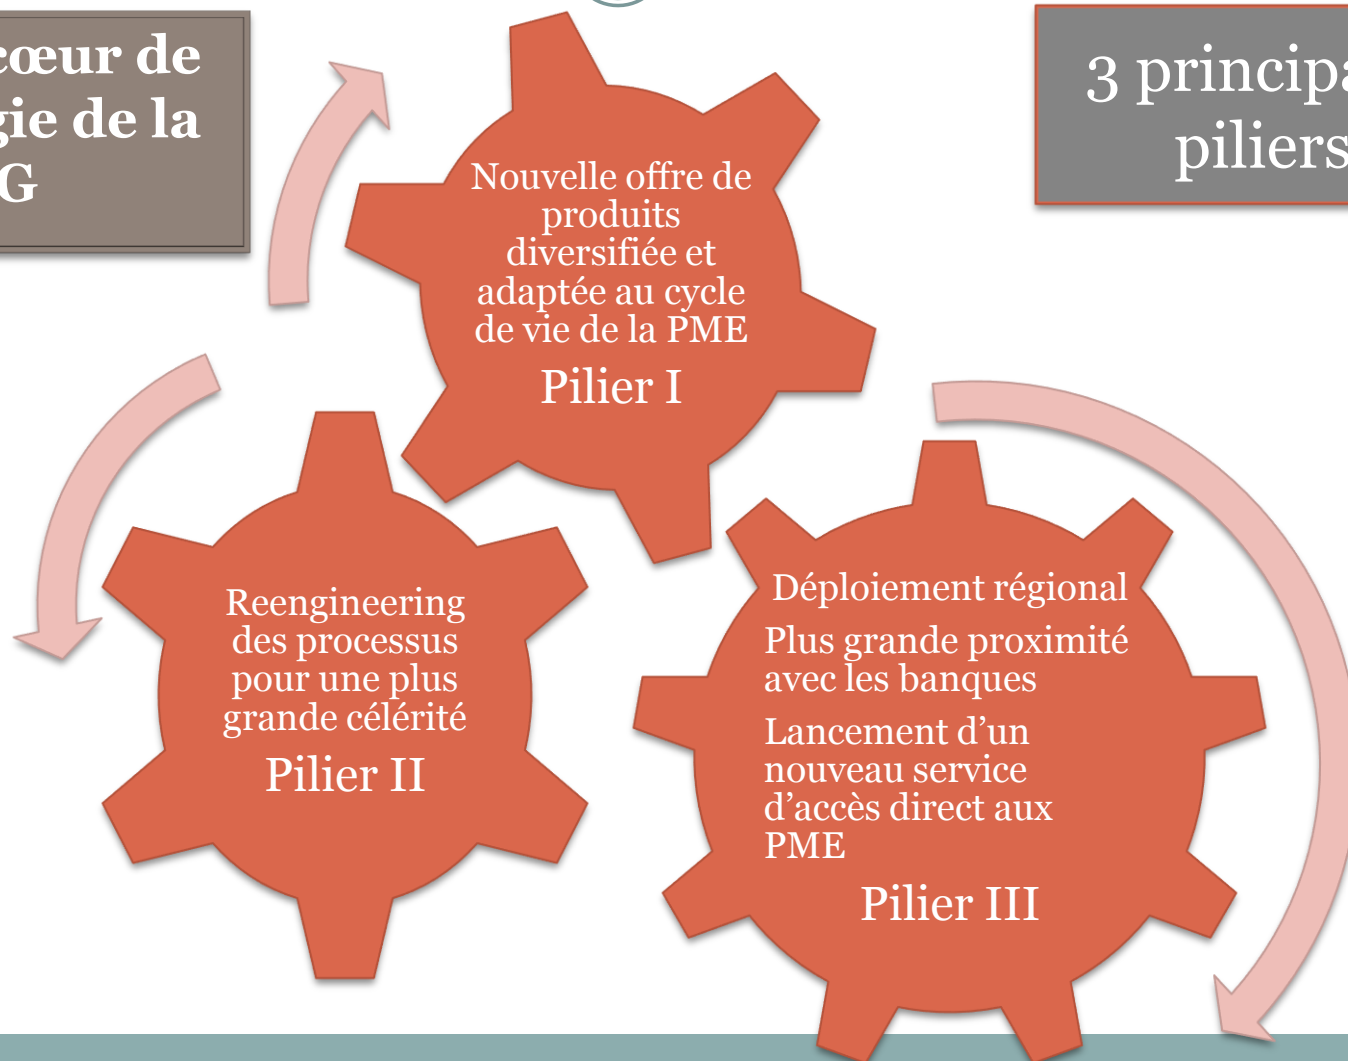 cœur de
gie de la
G
3 princip
piliers
Nouvelle offre de
produits
diversifiée et
adaptée au cycle
de vie de la PME
Pilier I
Reengineering
des processus
pour une plus
grande célérité
Pilier II
Déploiement régional
Plus grande proximité
avec les banques
Lancement d’un
nouveau service
d’accès direct aux
PME
Pilier III